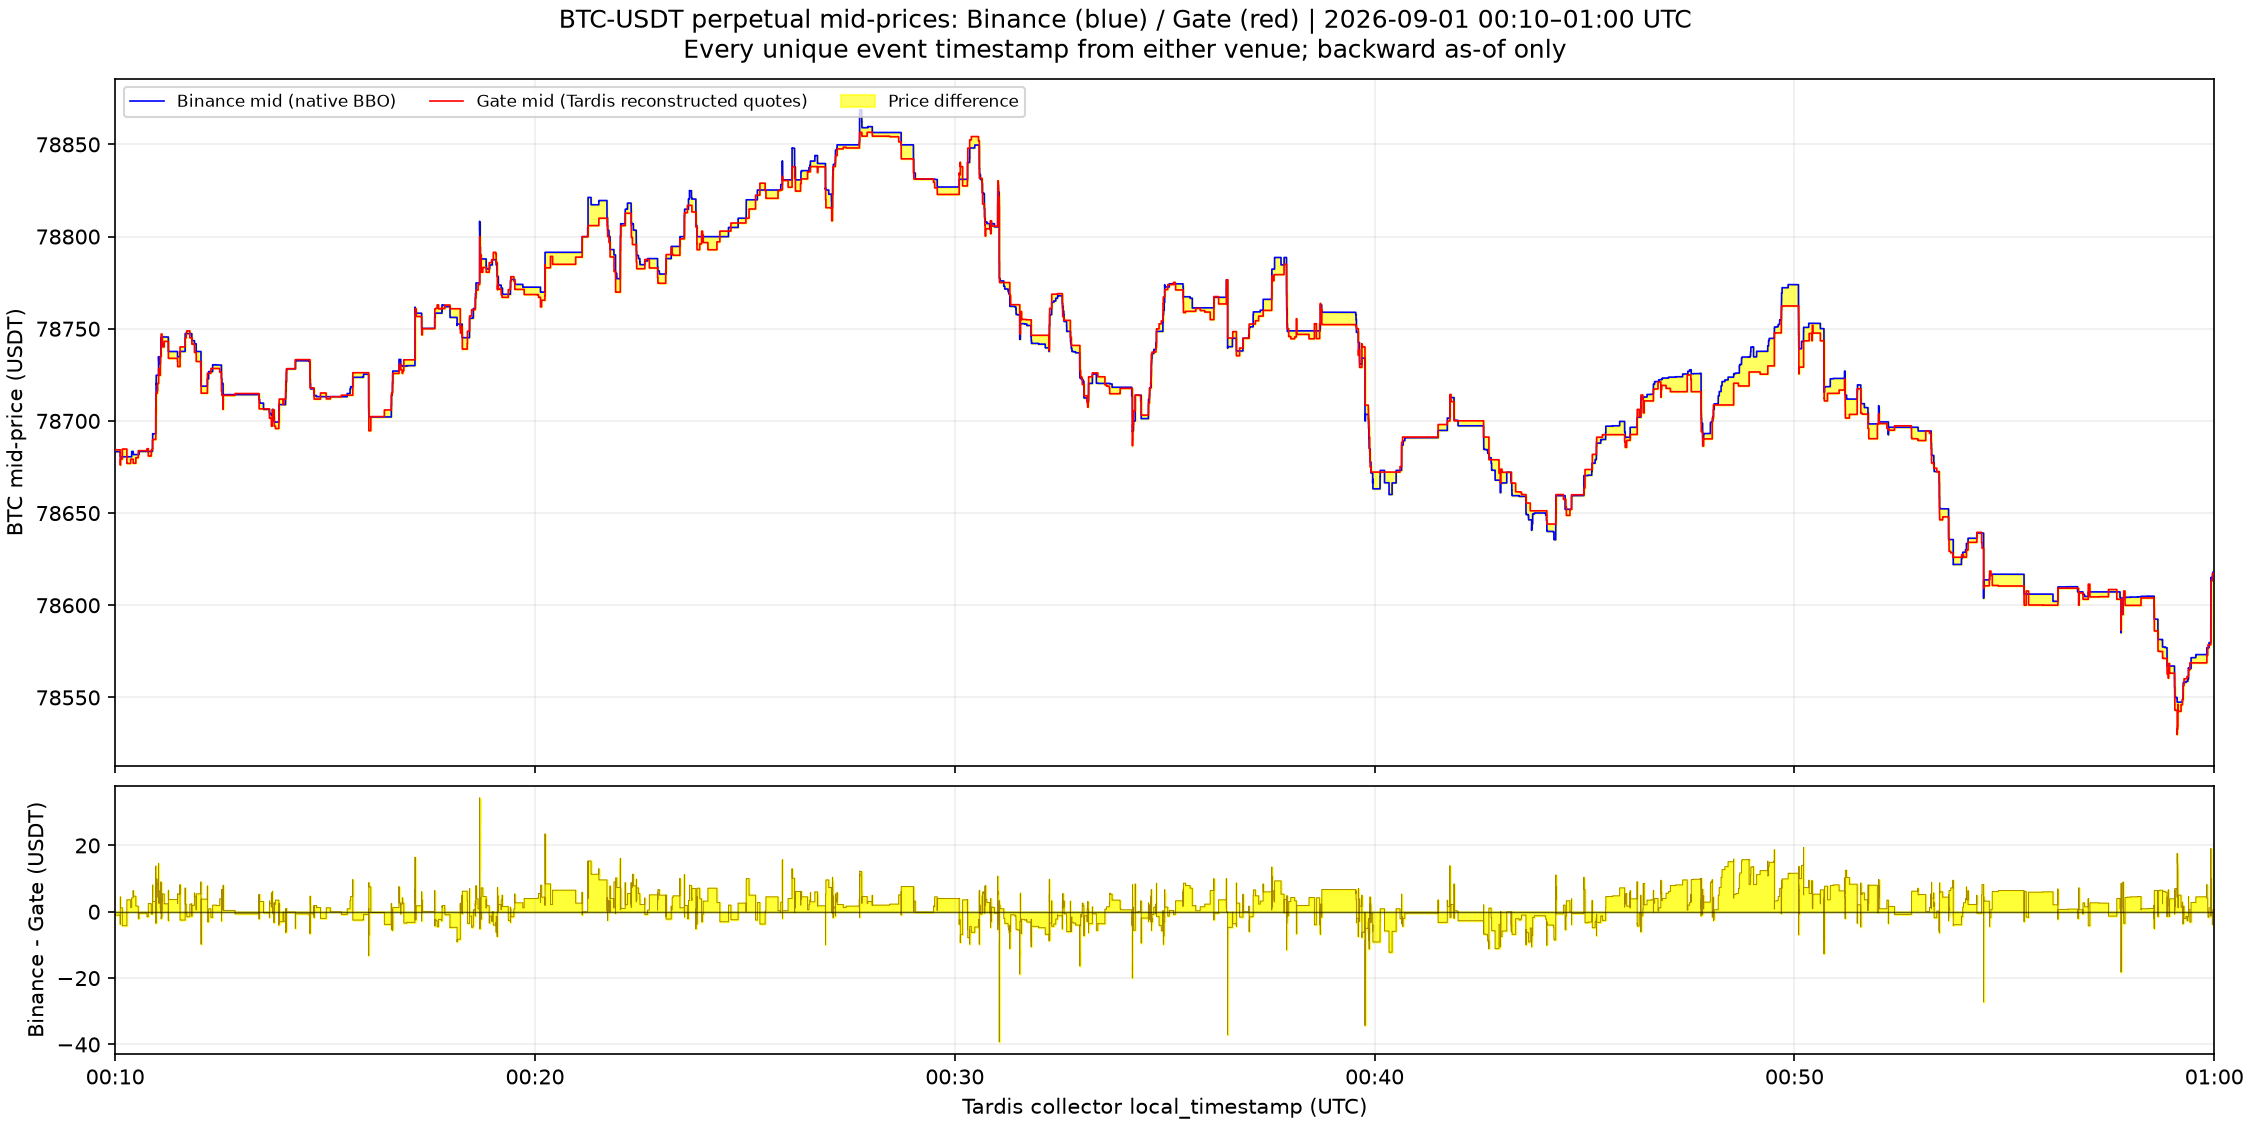 BTC-USDT perpetual mid-prices: Binance (blue) / Gate (red) | 2026-09-01 00:10–01:00 UTC
Every unique event timestamp from either venue; backward as-of only
Binance mid (native BBO)
Gate mid (Tardis reconstructed quotes)
Price difference
BTC mid-price (USDT)
78850
78800
78750
78700
78650
78600
78550
Binance - Gate (USDT)
20
0
−20
−40
00:10
00:20
00:30
00:40
00:50
01:00
Tardis collector local_timestamp (UTC)